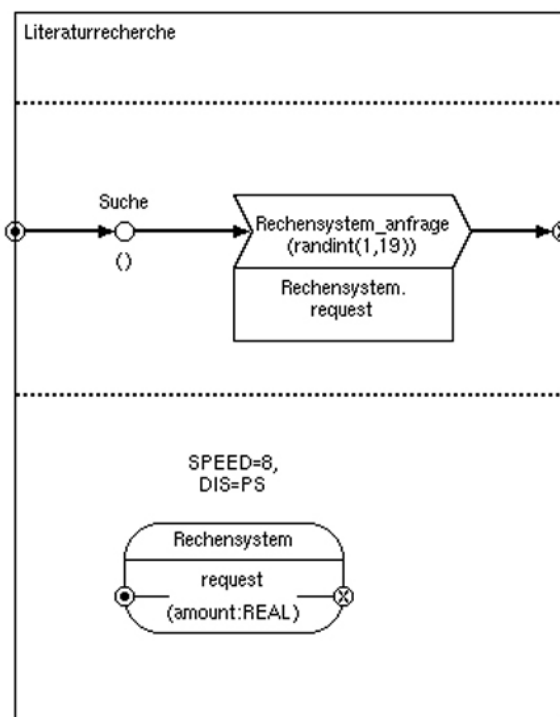 Literaturrecherche
Suche
()
Rechensystem_anfrage
(randint(1,19))
Rechensystem.
request
SPEED=8,
DIS=PS
Rechensystem
request
(amount:REAL)